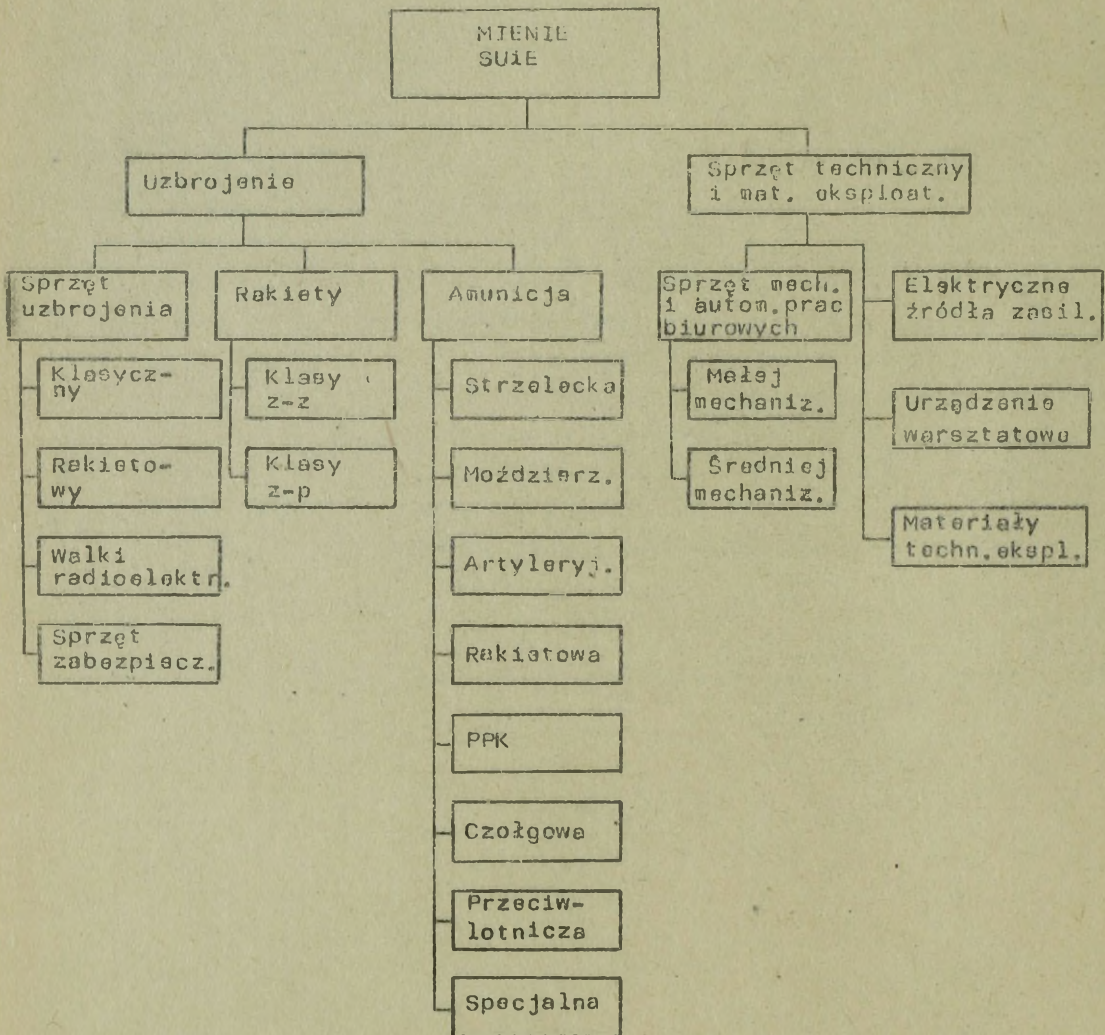 MIENIE
SUiE
Uzbrojenie
Sprzęt techniczny
i mat. eksploat.
Sprzęt
uzbrojenia
Rakiety
Amunicja
Sprzęt mech.
i autom.prac
biurowych
Elektryczne
źródła zasil.
Klasycz-
ny
Klasy
z-z
Strzelecka
Małej
mechaniz.
Urządzenie
warsztatowe
Rakieto-
wy
Klasy
z-p
Moździerz.
Średniej
mechaniz.
Materiały
techn.ekspl.
Walki
radioelektr.
Artyleryj.
Sprzęt
zabezpiecz.
Rakietowa
PPK
Czołgowa
Przeciw-
lotnicza
Specjalna